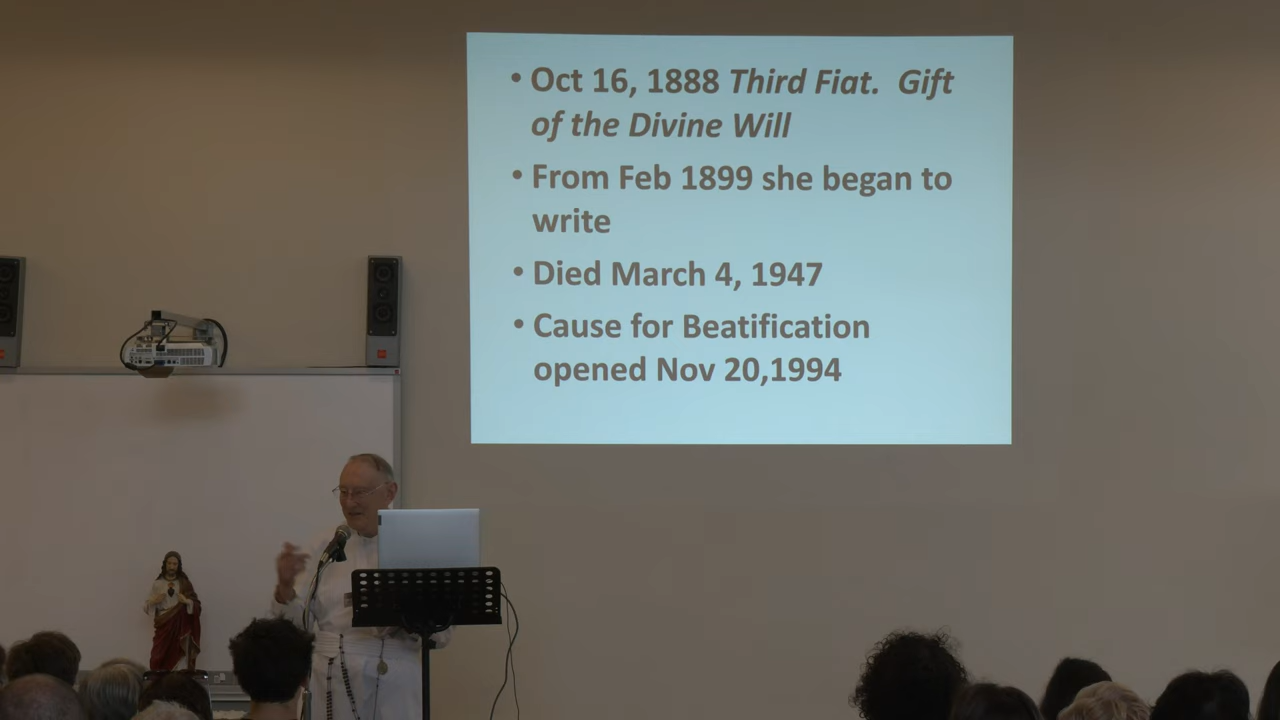 • Oct 16, 1888 Third Fiat. Gift
of the Divine Will
• From Feb 1899 she began to
write
• Died March 4, 1947
• Cause for Beatification
opened Nov 20,1994